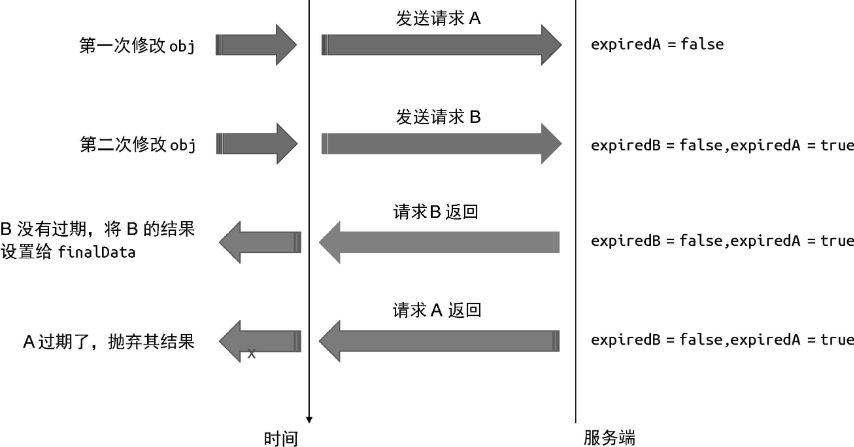 发送请求 A
第一次修改 obj
expiredA = false
发送请求 B
第二次修改 obj
expiredB = false,expiredA = true
请求B 返回
B 没有过期，将 B 的结果
设置给 finalData
expiredB = false,expiredA = true
请求 A 返回
A过期了，抛弃其结果
x
expiredB = false,expiredA = true
时间
服务端